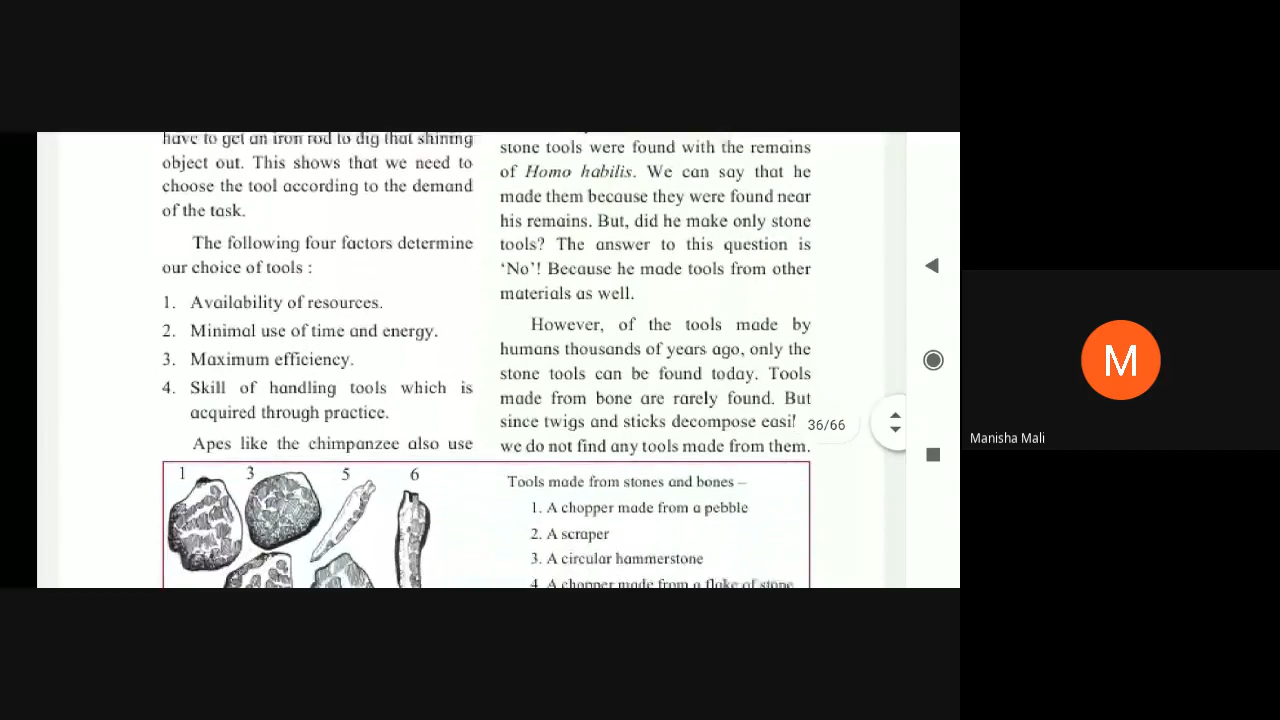 have to get an iron rod to dig that shining
object out. This shows that we need to
choose the tool according to the demand
of the task.
The following four factors determine
our choice of tools :
1. Availability of resources.
2. Minimal use of time and energy.
3. Maximum efficiency.
4. Skill of handling tools which is
acquired through practice.
Apes like the chimpanzee also use
stone tools were found with the remains
of Homo habilis. We can say that he
made them because they were found near
his remains. But, did he make only stone
tools? The answer to this question is
‘No’! Because he made tools from other
materials as well.
However, of the tools made by
humans thousands of years ago, only the
stone tools can be found today. Tools
made from bone are rarely found. But
since twigs and sticks decompose easil
we do not find any tools made from them.
36/66
1 3 5 6
Tools made from stones and bones –
1. A chopper made from a pebble
2. A scraper
3. A circular hammerstone
4. A chopper made from a flake of stone
M
Manisha Mali